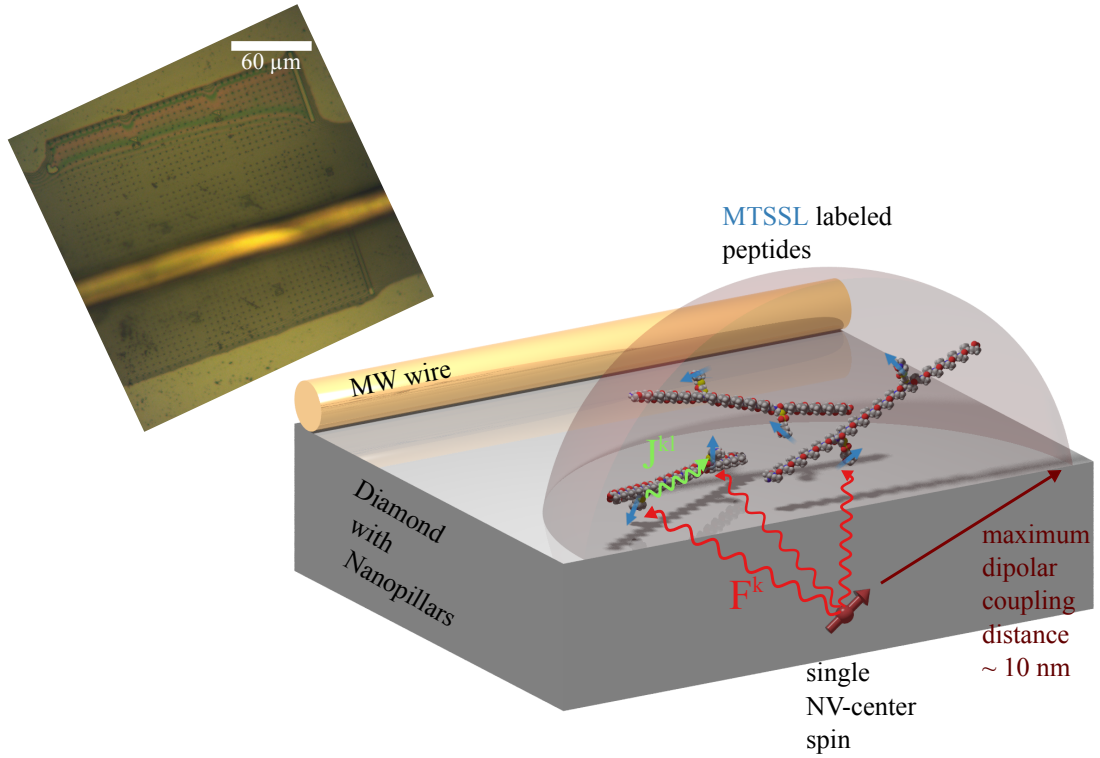 60 µm
MTSSL labeled
peptides
MW wire
J^kl
Diamond
with
Nanopillars
F^k
maximum
dipolar
coupling
distance
~ 10 nm
single
NV-center
spin